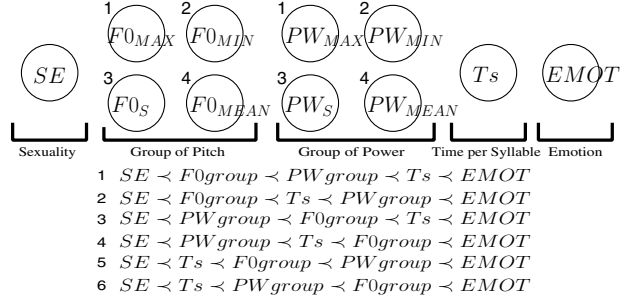 1 2 1 2
F0MAX F0MIN PWMAX PWMIN
SE Ts EMOT
3 4 3 4
F0S F0MEAN PWS PWMEAN
Sexuality Group of Pitch Group of Power Time per Syllable Emotion
1 SE ≺ F0group ≺ PWgroup ≺ Ts ≺ EMOT
2 SE ≺ F0group ≺ Ts ≺ PWgroup ≺ EMOT
3 SE ≺ PWgroup ≺ F0group ≺ Ts ≺ EMOT
4 SE ≺ PWgroup ≺ Ts ≺ F0group ≺ EMOT
5 SE ≺ Ts ≺ F0group ≺ PWgroup ≺ EMOT
6 SE ≺ Ts ≺ PWgroup ≺ F0group ≺ EMOT